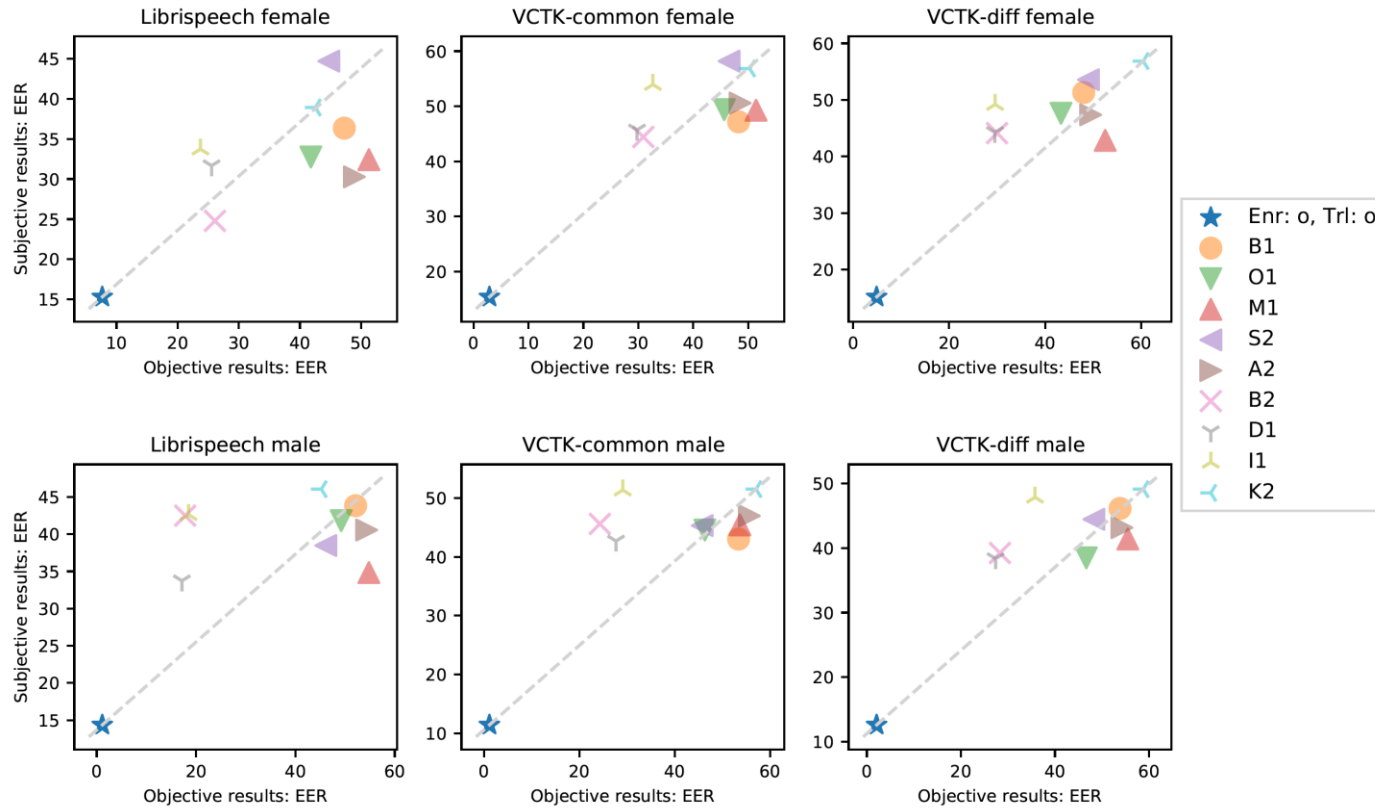 Librispeech female
VCTK-common female
VCTK-diff female
Subjective results: EER
45
40
35
30
25
20
15
10 20 30 40 50
Objective results: EER
60
50
40
30
20
0 10 20 30 40 50
Objective results: EER
60
50
40
30
20
0 20 40 60
Objective results: EER
Enr: o, Trl: o
B1
O1
M1
S2
A2
B2
D1
I1
K2
Librispeech male
VCTK-common male
VCTK-diff male
Subjective results: EER
45
40
35
30
25
20
15
0 20 40 60
Objective results: EER
50
40
30
20
10
0 20 40 60
Objective results: EER
50
40
30
20
10
0 20 40 60
Objective results: EER